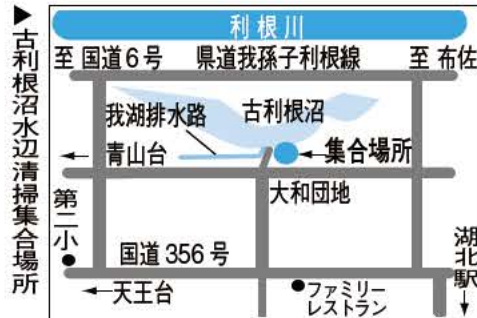 ▶古利根沼水辺清掃集合場所
利根川
至 国道6号
県道我孫子利根線
至 布佐
我湖排水路
古利根沼
←青山台
←集合場所
大和団地
第二小●
国道356号
湖北駅↓
←天王台
●ファミリー
レストラン